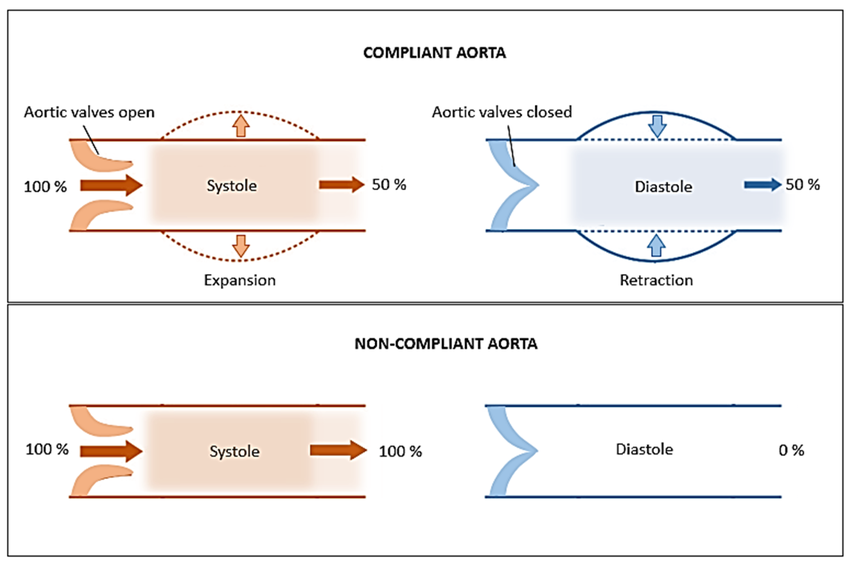 COMPLIANT AORTA
Aortic valves open
Aortic valves closed
100 %
Systole
50 %
Diastole
50 %
Expansion
Retraction
NON-COMPLIANT AORTA
100 %
Systole
100 %
Diastole
0 %